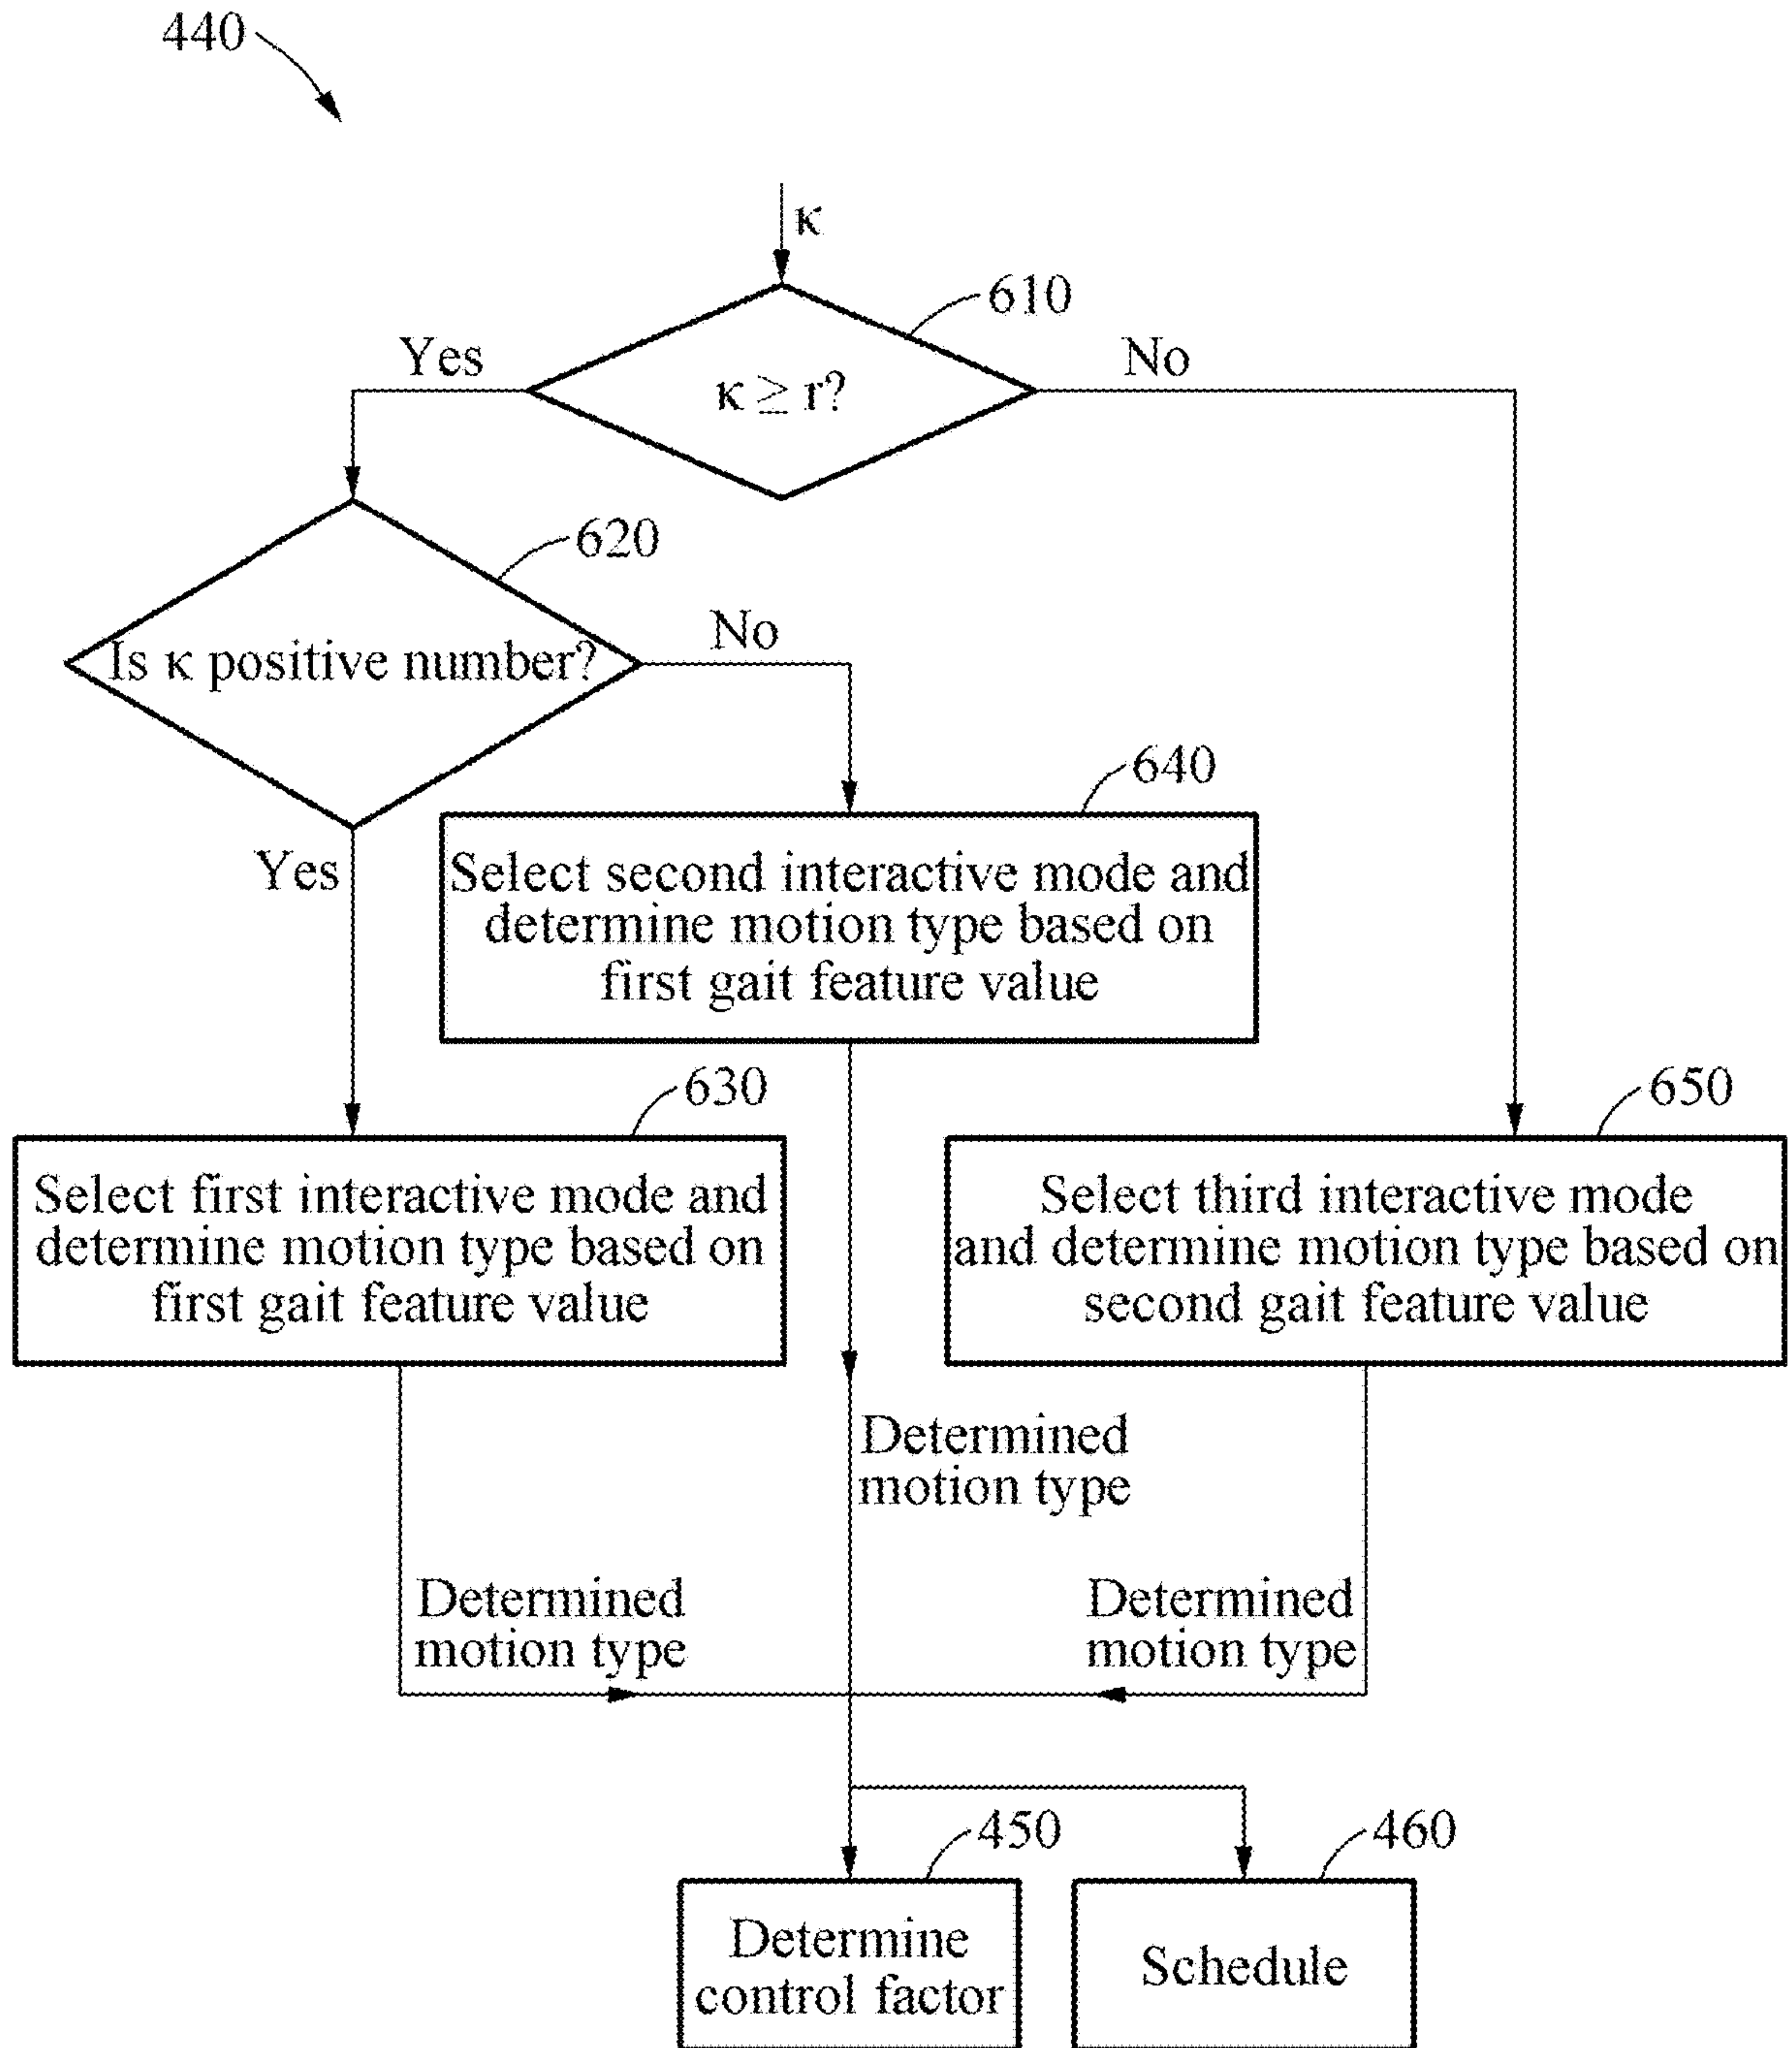 440
κ
610
Yes
No
κ ≥ r?
620
No
Is κ positive number?
640
Yes
Select second interactive mode and
determine motion type based on
first gait feature value
630
650
Select first interactive mode and
determine motion type based on
first gait feature value
Select third interactive mode
and determine motion type based on
second gait feature value
Determined
motion type
Determined
motion type
Determined
motion type
450
460
Determine
control factor
Schedule